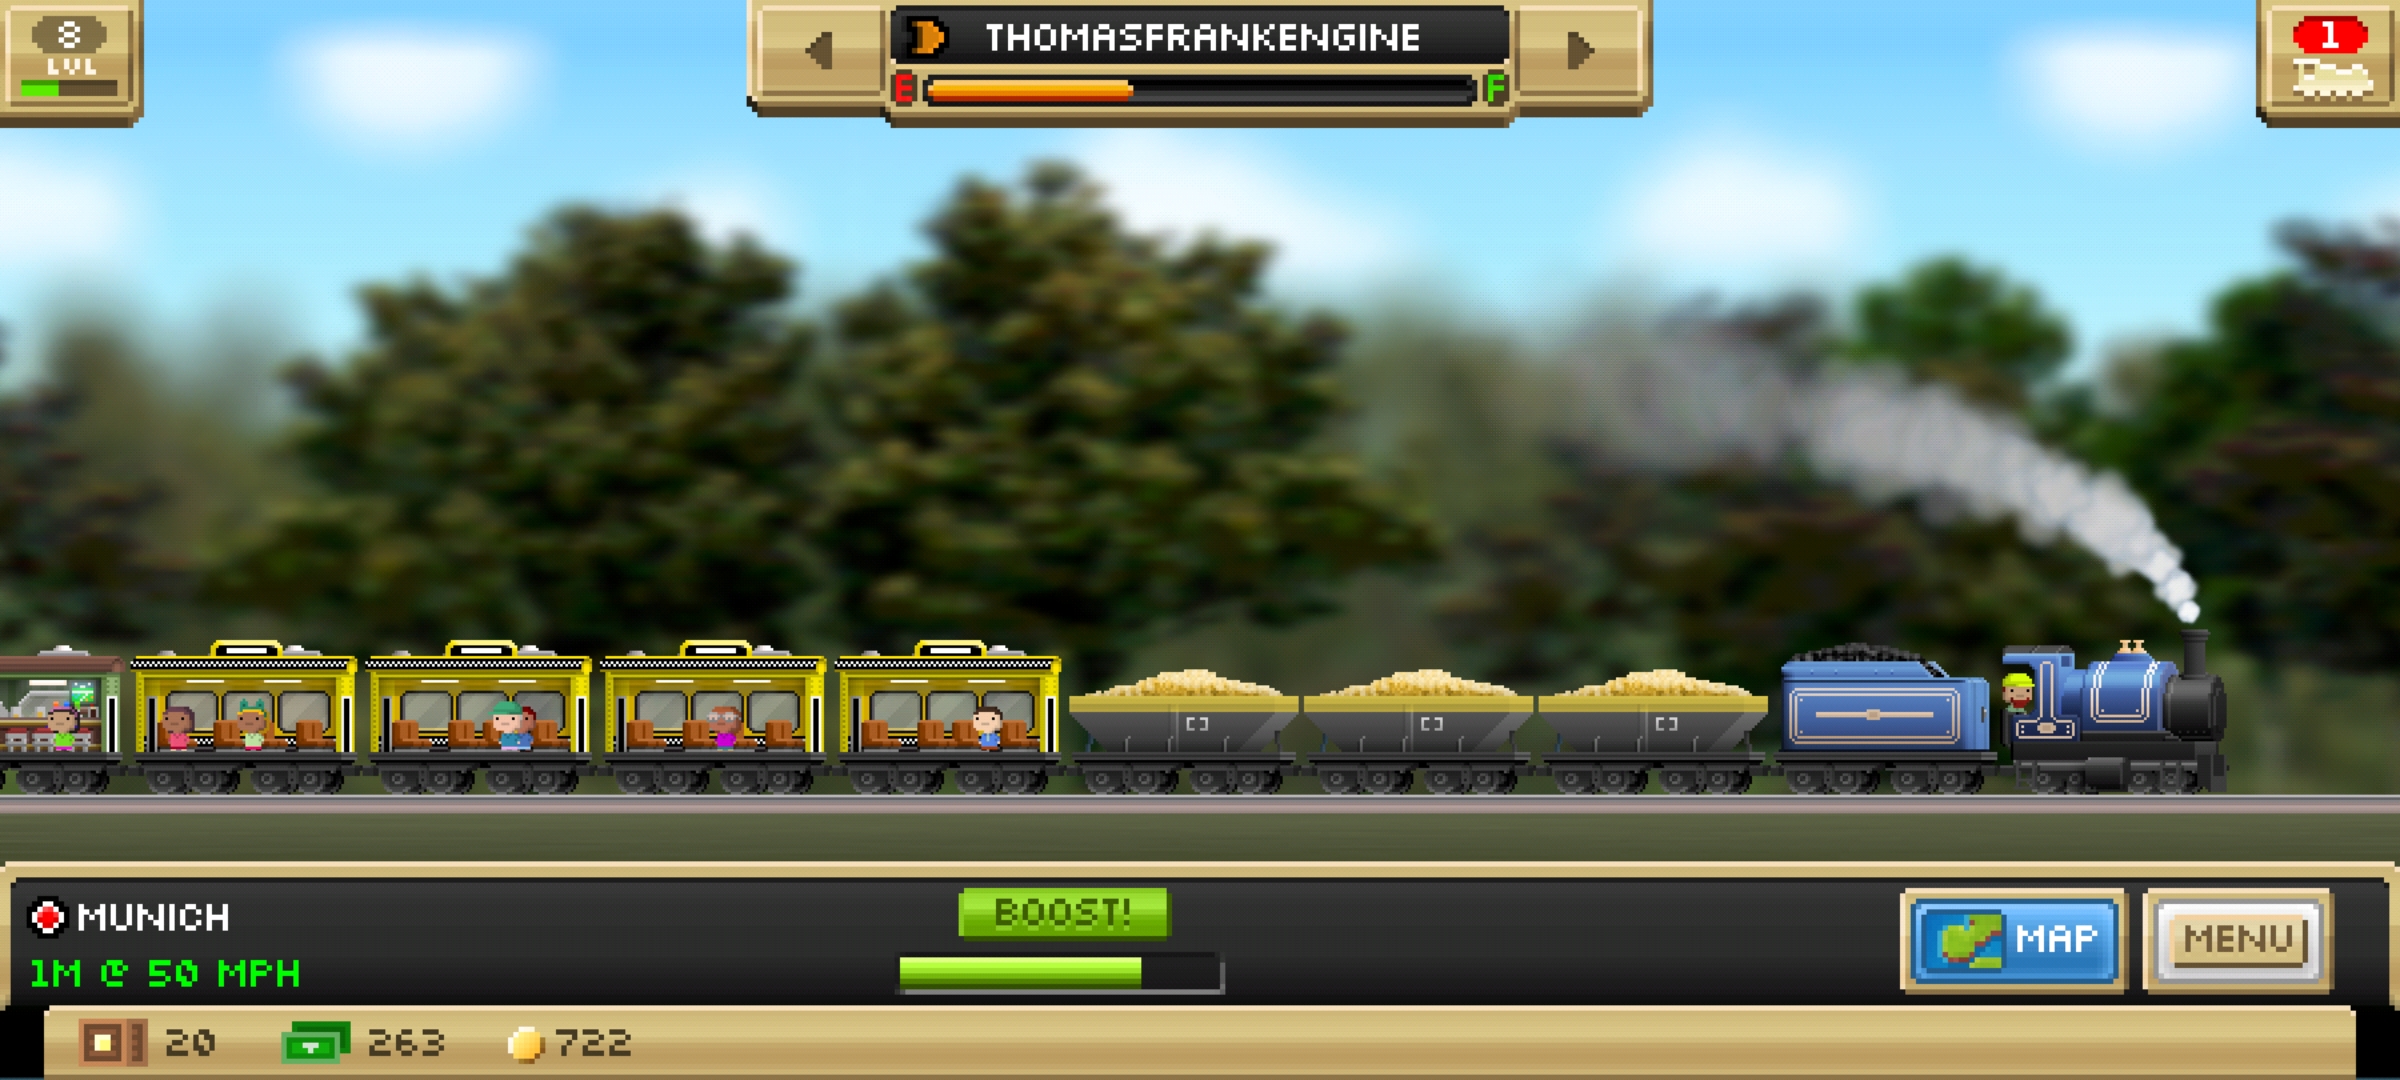 8
LVL
THOMASFRANKENGINE
E F
1
MUNICH
1M @ 50 MPH
BOOST!
MAP
MENU
20 263 722